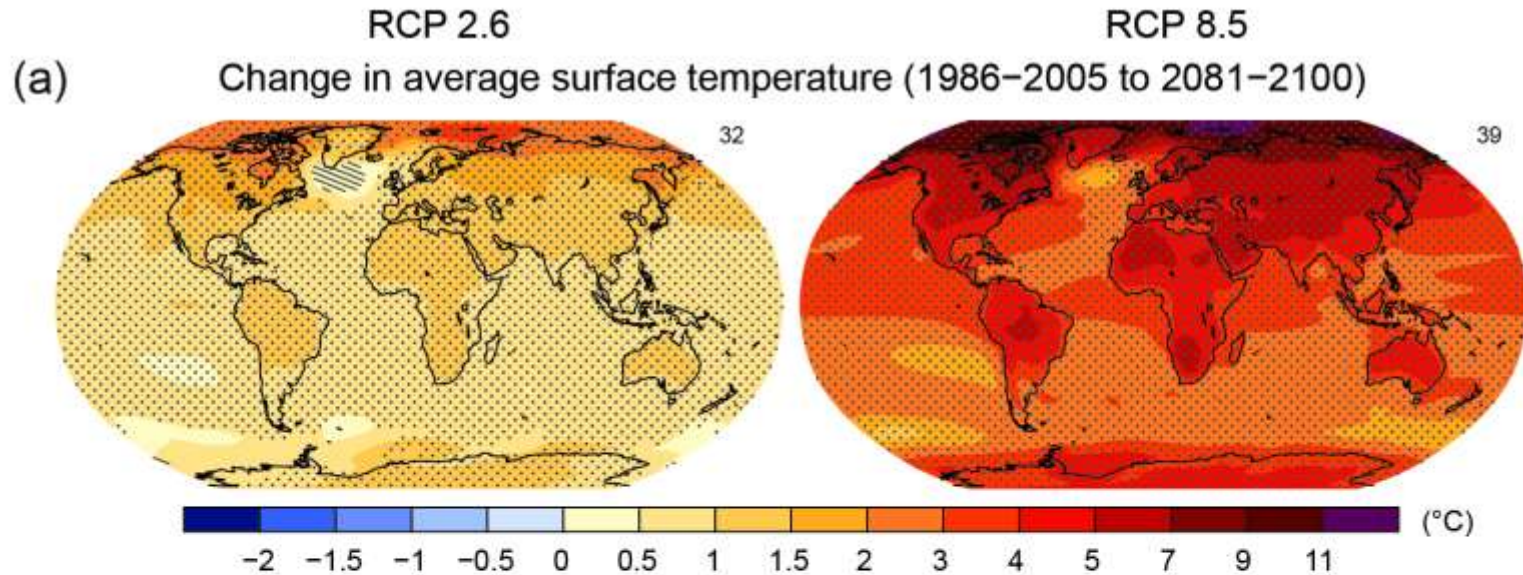 RCP 2.6 RCP 8.5
(a) Change in average surface temperature (1986−2005 to 2081−2100)
32 39
(°C)
−2 −1.5 −1 −0.5 0 0.5 1 1.5 2 3 4 5 7 9 11